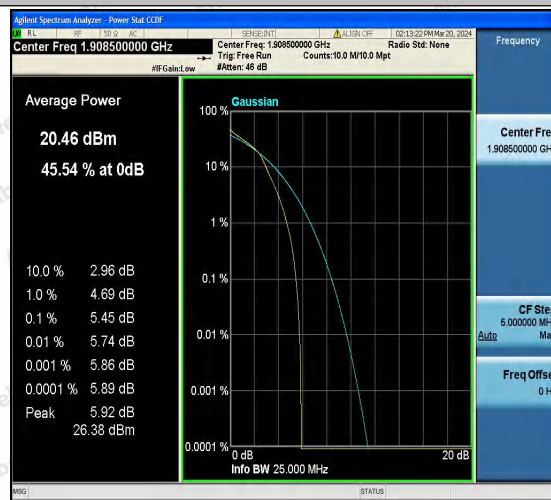 Agilent Spectrum Analyzer - Power Stat CCDF
RL RF 50 Ω AC SENSE:INT ALIGN OFF 02:13:22 PM Mar 20, 2024
Center Freq 1.908500000 GHz
Center Freq: 1.908500000 GHz Radio Std: None
Trig: Free Run Counts:10.0 M/10.0 Mpt
#IFGain:Low #Atten: 46 dB
Frequency
Average Power
20.46 dBm
45.54 % at 0dB
10.0 % 2.96 dB
1.0 % 4.69 dB
0.1 % 5.45 dB
0.01 % 5.74 dB
0.001 % 5.86 dB
0.0001 % 5.89 dB
Peak 5.92 dB
26.38 dBm
Gaussian
100 %
10 %
1 %
0.1 %
0.01 %
0.001 %
0.0001 %
0 dB 20 dB
Info BW 25.000 MHz
Center Fre
1.908500000 GH
CF Ste
5.000000 MH
Auto Ma
Freq Offse
0 H
MSG STATUS